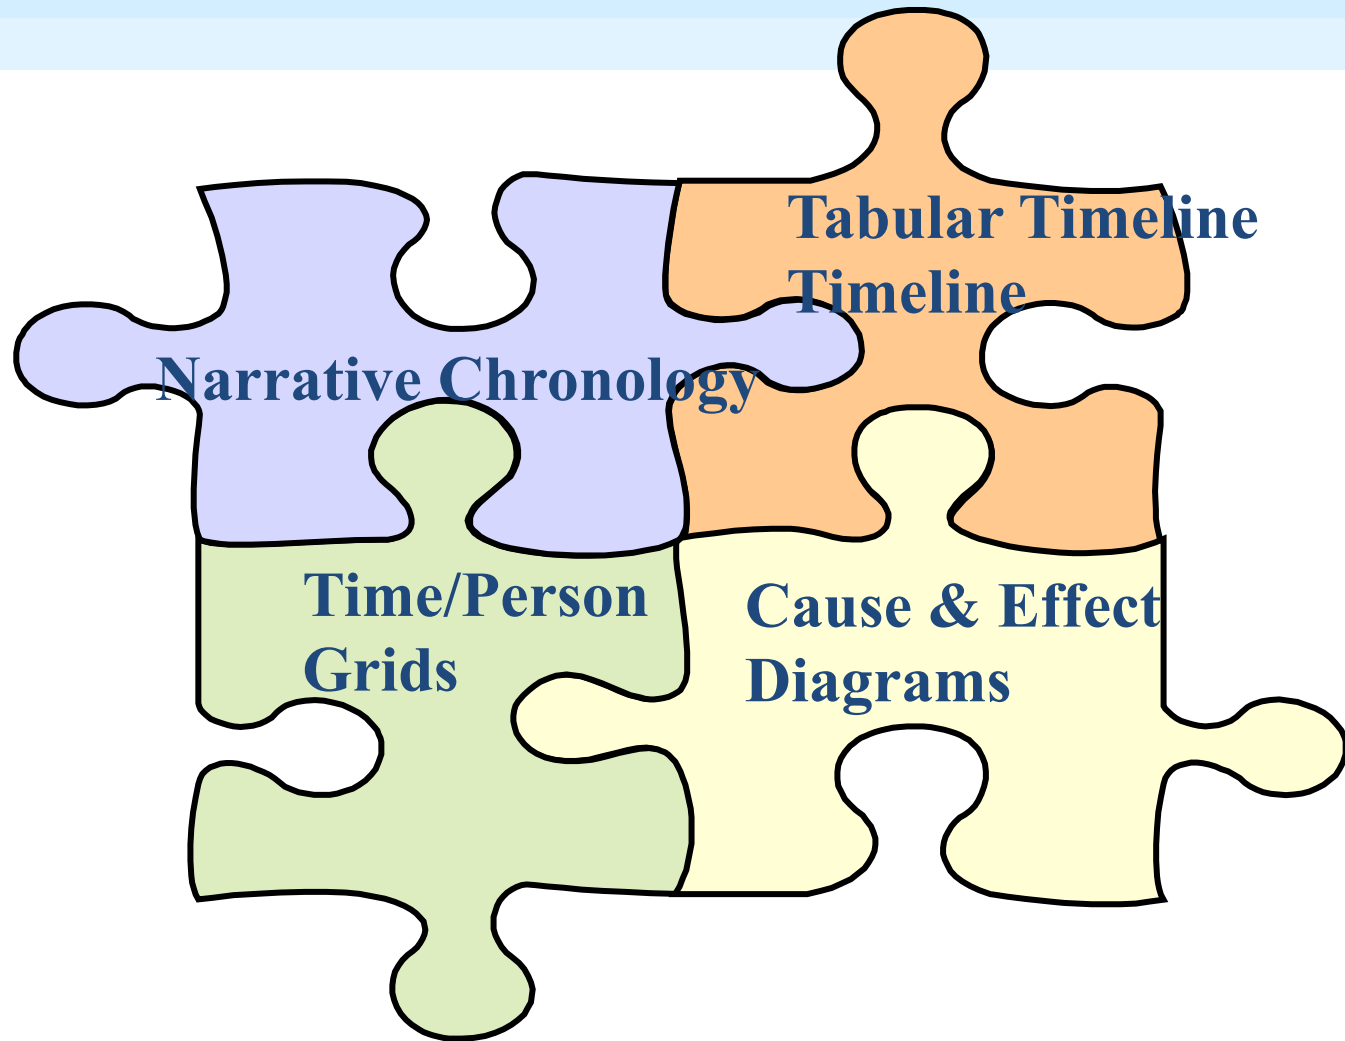 Tabular Timeline
Timeline
Narrative Chronology
Time/Person
Grids
Cause & Effect
Diagrams